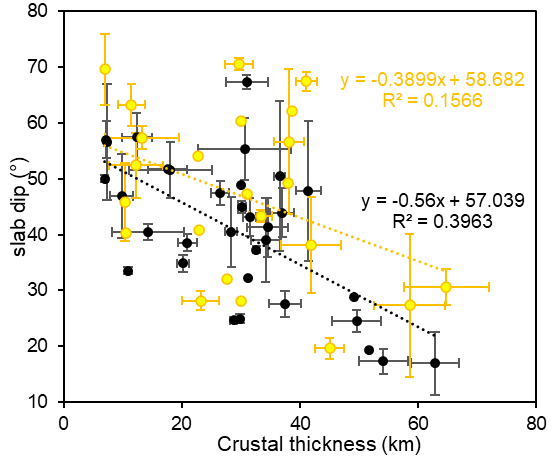 80
70
y = -0.3899x + 58.682
R² = 0.1566
60
50
y = -0.56x + 57.039
R² = 0.3963
slab dip (°)
40
30
20
10
0 20 40 60 80
Crustal thickness (km)